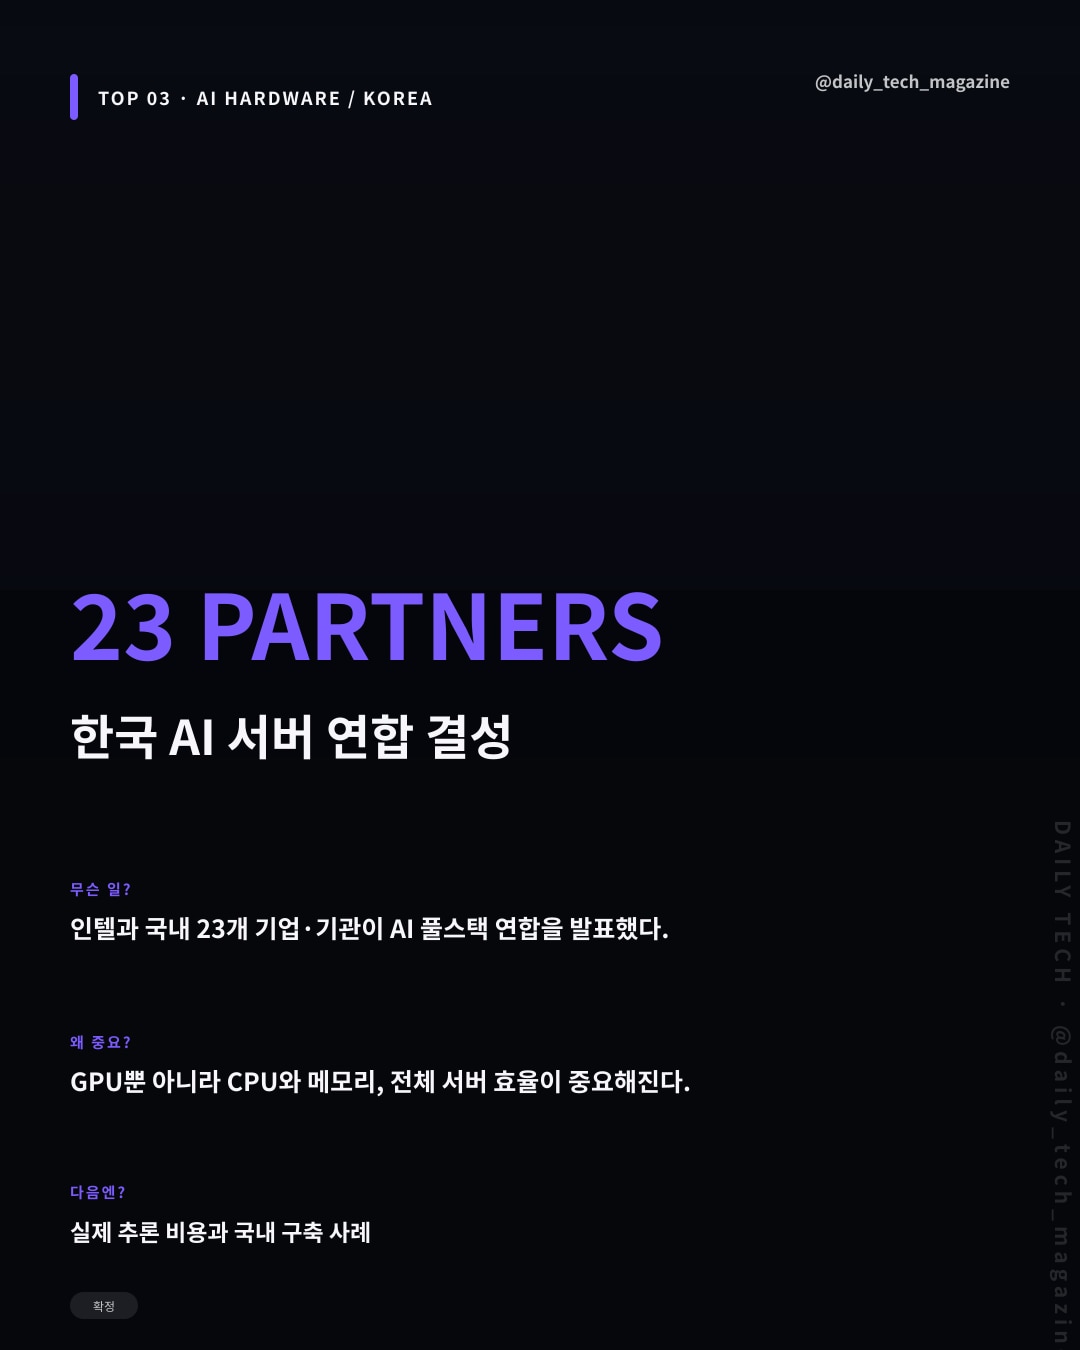 TOP 03 · AI HARDWARE / KOREA
@daily_tech_magazine
23 PARTNERS
한국 AI 서버 연합 결성
무슨 일?
인텔과 국내 23개 기업·기관이 AI 풀스택 연합을 발표했다.
왜 중요?
GPU뿐 아니라 CPU와 메모리, 전체 서버 효율이 중요해진다.
다음엔?
실제 추론 비용과 국내 구축 사례
확정
DAILY TECH · @daily_tech_magazin